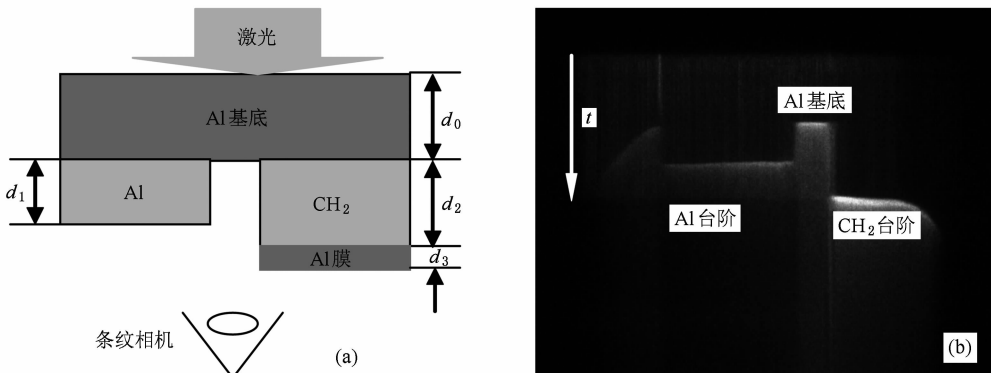 激光
Al基底
d₀
d₁
Al
CH₂
d₂
Al膜
d₃
条纹相机
(a)
t
Al基底
Al台阶
CH₂台阶
(b)